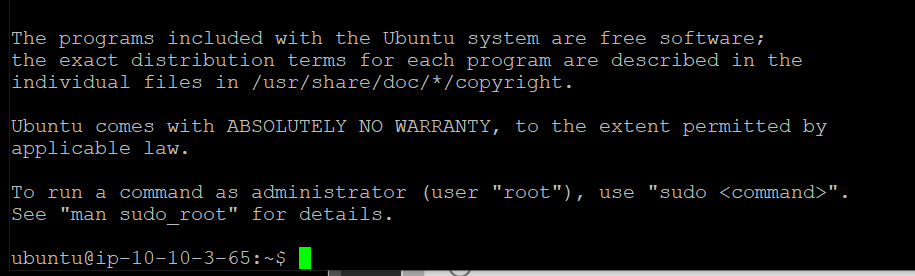 The programs included with the Ubuntu system are free software;
the exact distribution terms for each program are described in the
individual files in /usr/share/doc/*/copyright.
Ubuntu comes with ABSOLUTELY NO WARRANTY, to the extent permitted by
applicable law.
To run a command as administrator (user "root"), use "sudo <command>".
See "man sudo_root" for details.
ubuntu@ip-10-10-3-65:~$